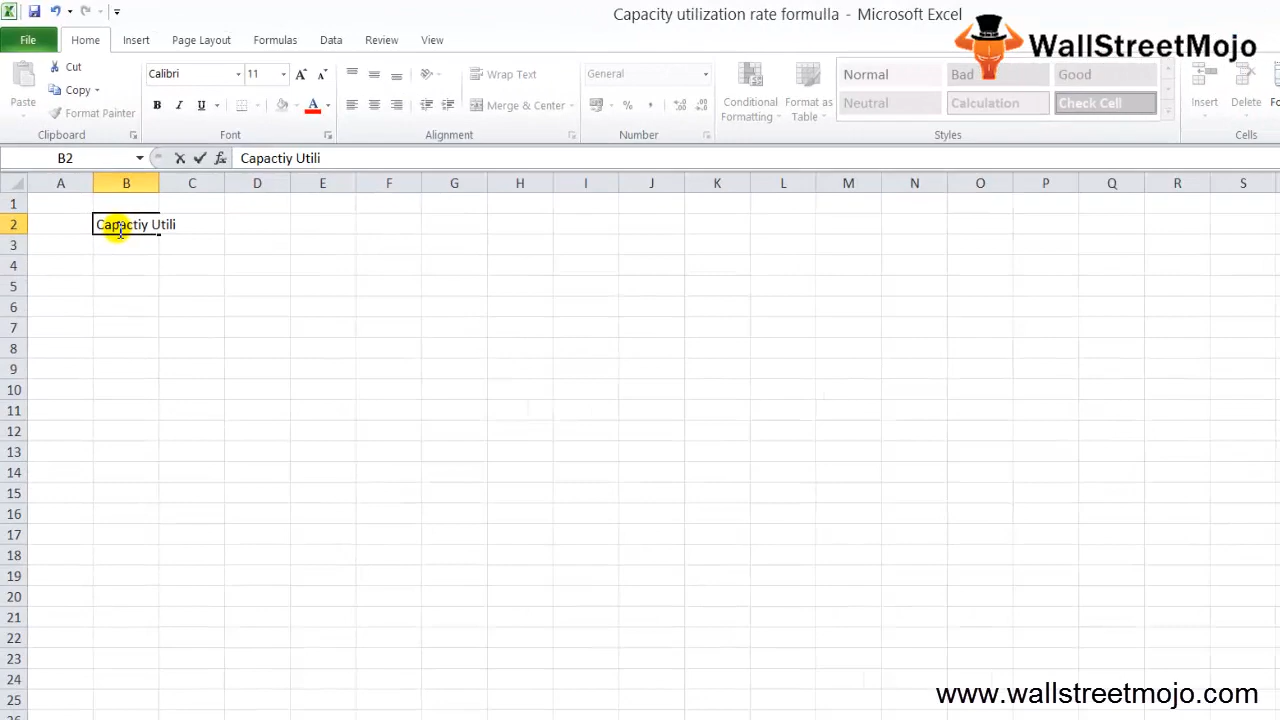 Capacity utilization rate formulla - Microsoft Excel
WallStreetMojo
File Home Insert Page Layout Formulas Data Review View
Cut
Copy
Format Painter
Paste
Calibri 11
B I U A
Wrap Text
Merge & Center
General
% ,
Conditional Formatting
Format as Table
Normal Bad Good
Neutral Calculation Check Cell
Insert Delete
Clipboard Font Alignment Number Styles Cells
B2 fx Capactiy Utili
A B C D E F G H I J K L M N O P Q R S
1
2 Capactiy Utili
3
4
5
6
7
8
9
10
11
12
13
14
15
16
17
18
19
20
21
22
23
24
25
www.wallstreetmojo.com